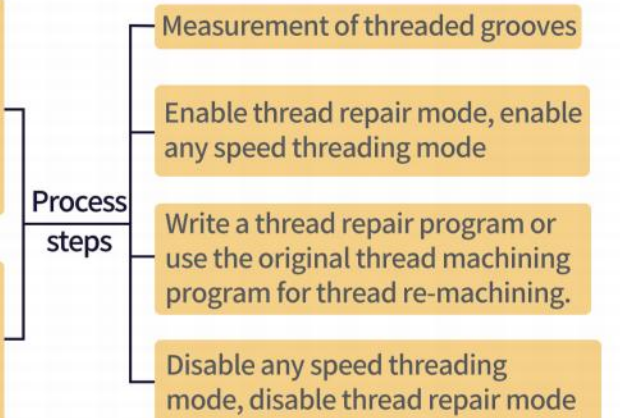 Measurement of threaded grooves
Enable thread repair mode, enable
any speed threading mode
Process
steps
Write a thread repair program or
use the original thread machining
program for thread re-machining.
Disable any speed threading
mode, disable thread repair mode